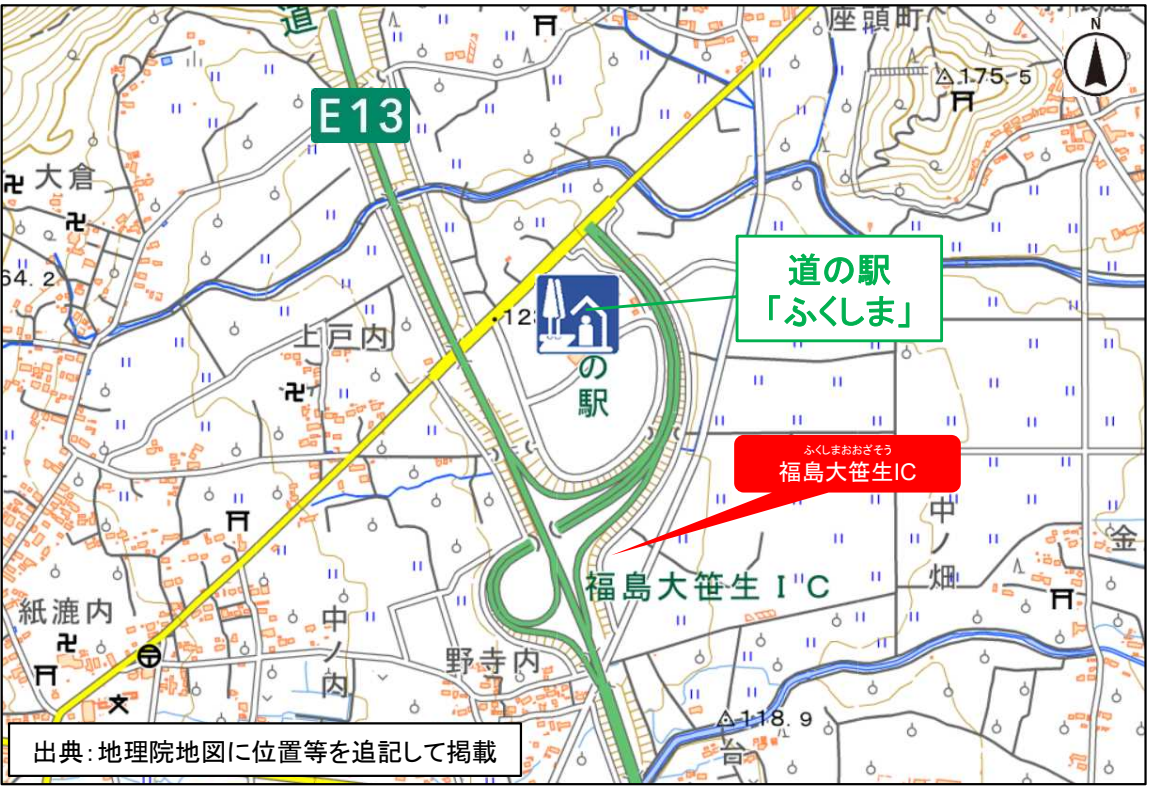 道
座頭町
N
175.5
E13
大倉
64.2
道の駅
「ふくしま」
12
上戸内
の
駅
ふくしまおおざそう
福島大笹生IC
中ノ畑
金
福島大笹生IC
紙漉内
中ノ内
野寺内
118.9
台
出典:地理院地図に位置等を追記して掲載